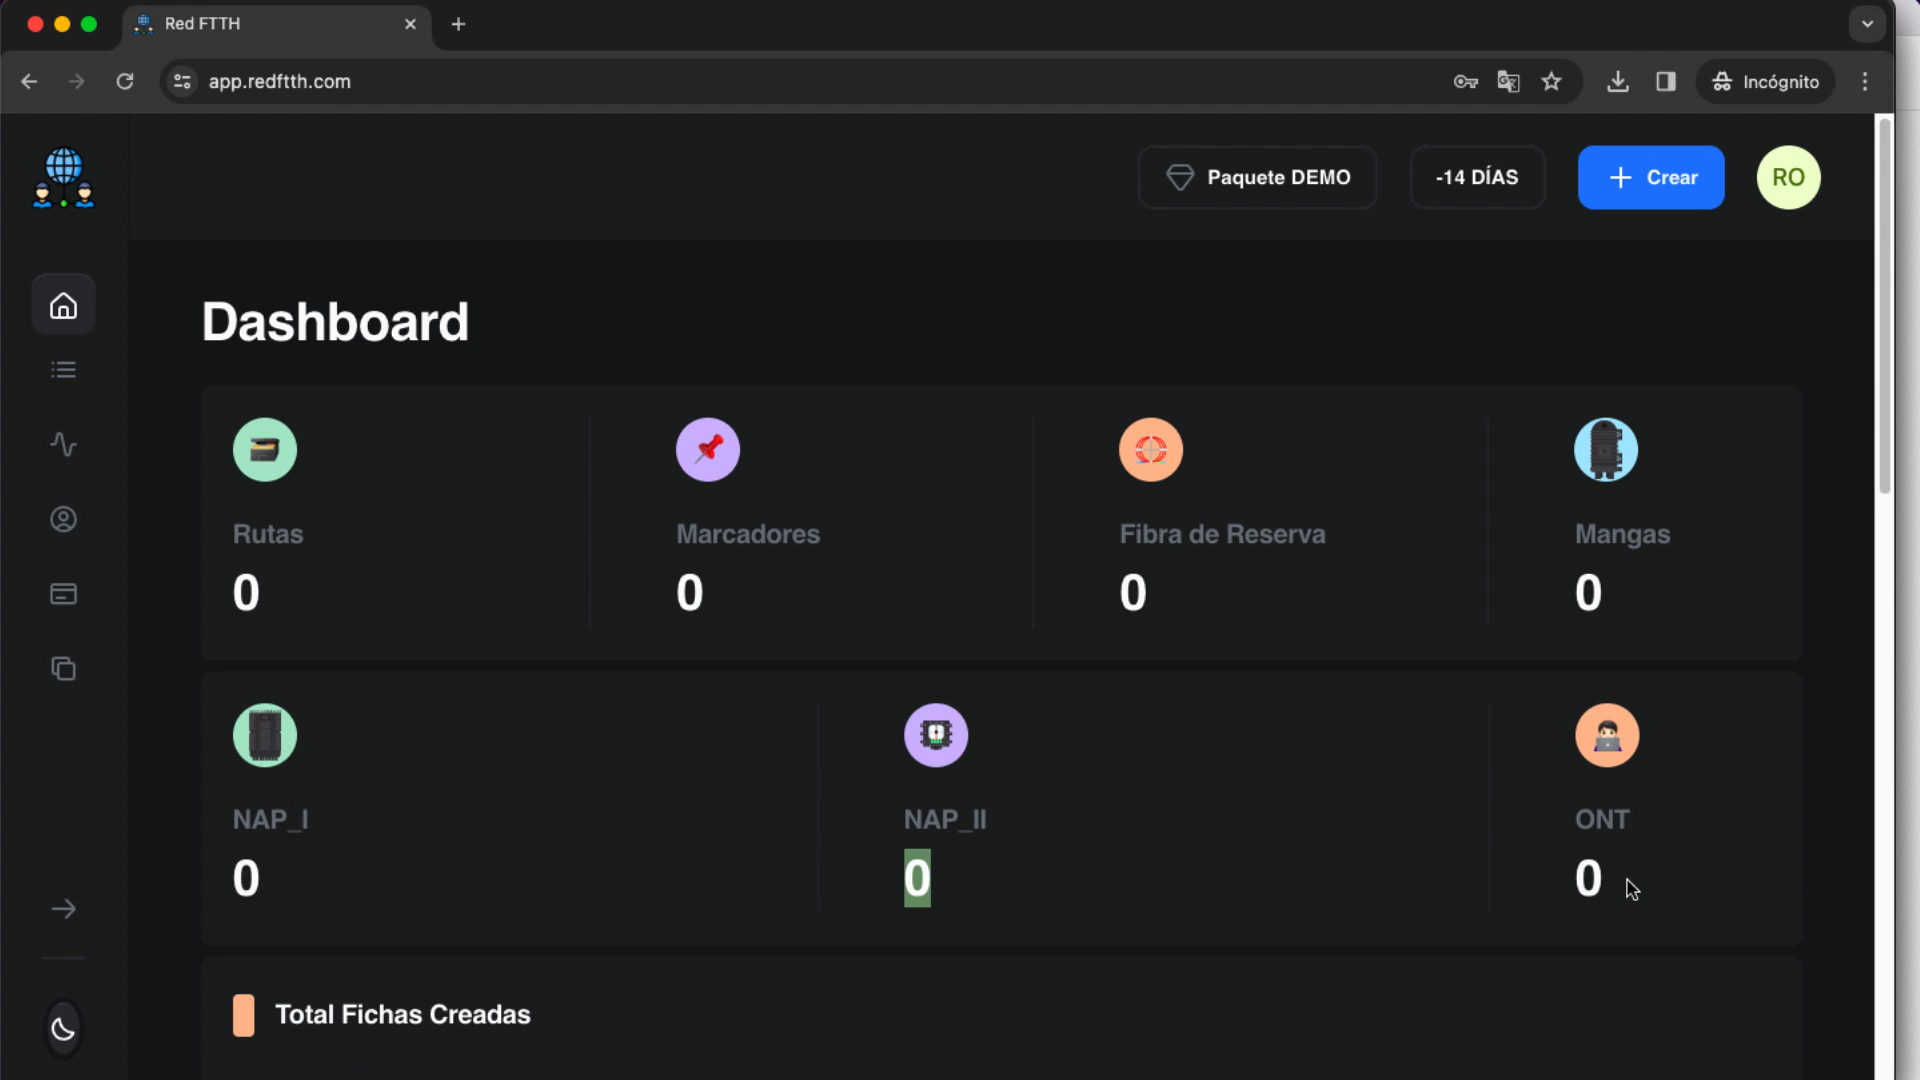 Red FTTH
app.redftth.com
Incógnito
Paquete DEMO
-14 DÍAS
+ Crear
RO
Dashboard
Rutas
0
Marcadores
0
Fibra de Reserva
0
Mangas
0
NAP_I
0
NAP_II
0
ONT
0
Total Fichas Creadas